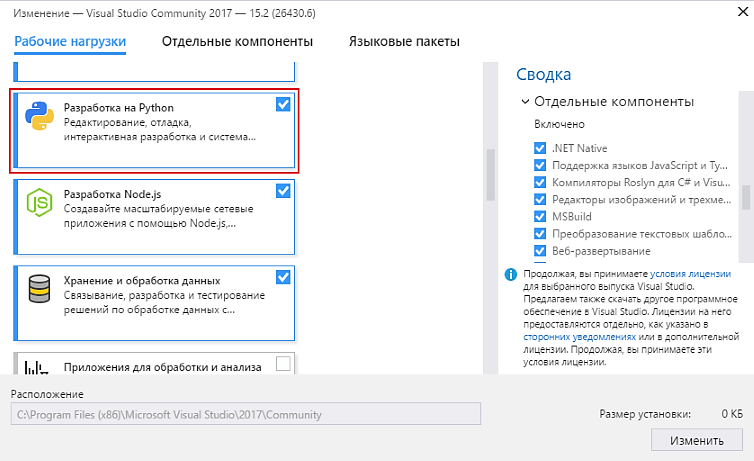 Изменение — Visual Studio Community 2017 — 15.2 (26430.6)
Рабочие нагрузки
Отдельные компоненты
Языковые пакеты
Разработка на Python
Редактирование, отладка,
интерактивная разработка и система...
Разработка Node.js
Создавайте масштабируемые сетевые
приложения с помощью Node.js,...
Хранение и обработка данных
Связывание, разработка и тестирование
решений по обработке данных с...
Приложения для обработки и анализа
Сводка
Отдельные компоненты
Включено
.NET Native
Поддержка языков JavaScript и Ty...
Компиляторы Roslyn для C# и Visu...
Редакторы изображений и трехме...
MSBuild
Преобразование текстовых шабло...
Веб-развертывание
Продолжая, вы принимаете условия лицензии
для выбранного выпуска Visual Studio.
Предлагаем также скачать другое программное
обеспечение в Visual Studio. Лицензии на него
предоставляются отдельно, как указано в
сторонних уведомлениях или в дополнительной
лицензии. Продолжая, вы принимаете эти
условия лицензии.
Расположение
C:\Program Files (x86)\Microsoft Visual Studio\2017\Community
Размер установки: 0 КБ
Изменить